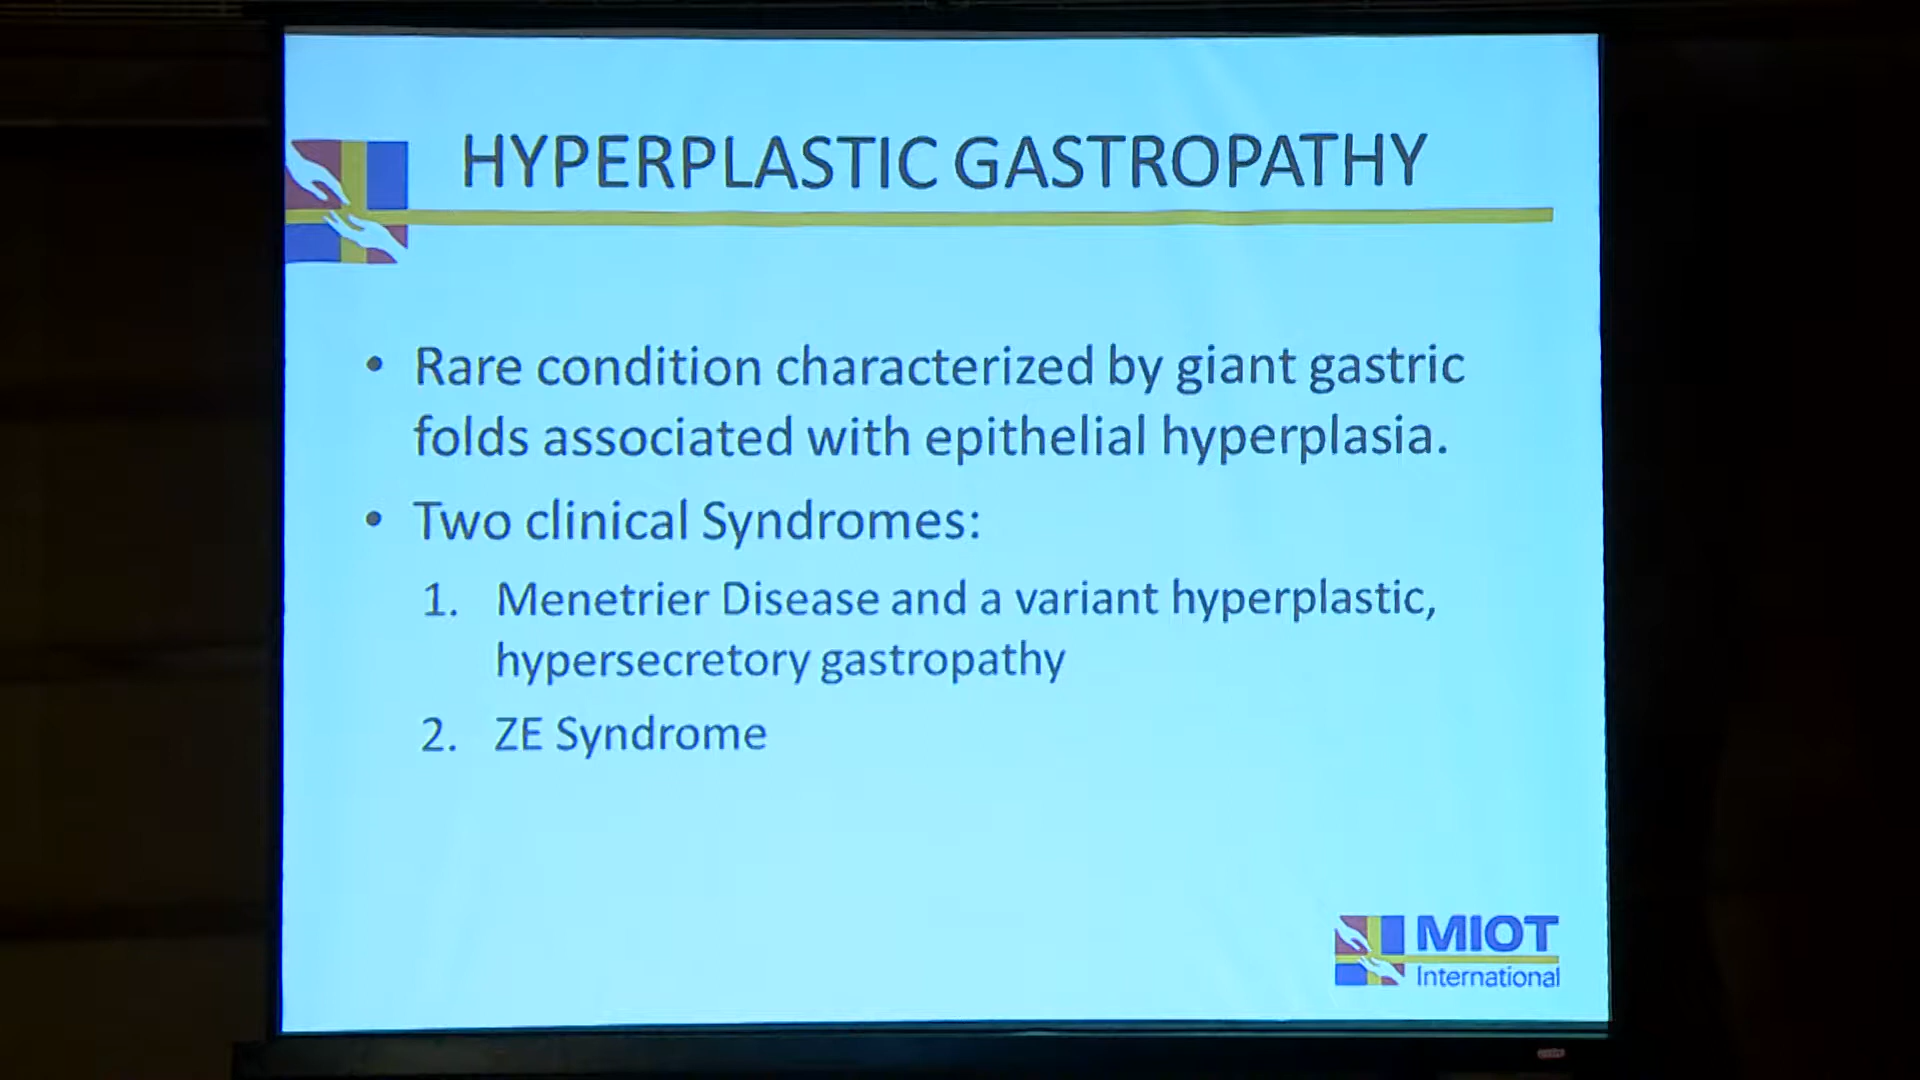 HYPERPLASTIC GASTROPATHY
• Rare condition characterized by giant gastric
folds associated with epithelial hyperplasia.
• Two clinical Syndromes:
1. Menetrier Disease and a variant hyperplastic,
hypersecretory gastropathy
2. ZE Syndrome
MIOT
International